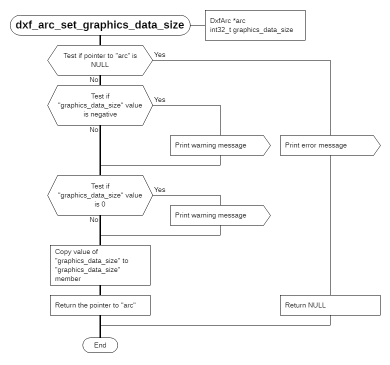 dxf_arc_set_graphics_data_size
DxfArc *arc
int32_t graphics_data_size
Test if pointer to "arc" is
NULL
Yes
No
Test if
"graphics_data_size" value
is negative
Yes
No
Print warning message
Print error message
Test if
"graphics_data_size" value
is 0
Yes
No
Print warning message
Copy value of
"graphics_data_size" to
"graphics_data_size"
member
Return the pointer to "arc"
Return NULL
End